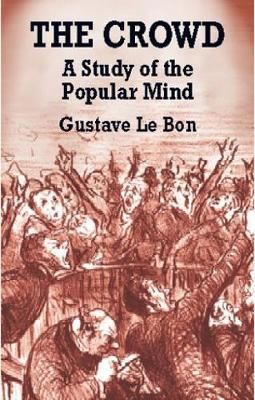 THE CROWD
A Study of the
Popular Mind
Gustave Le Bon